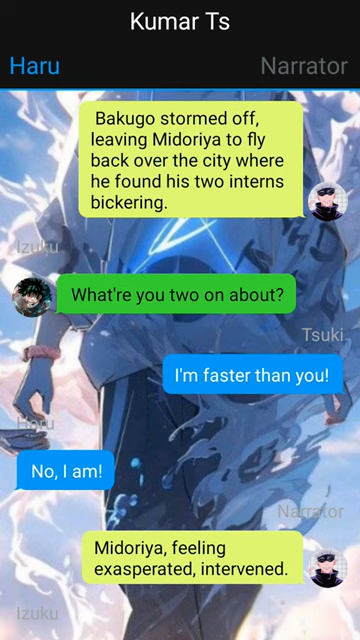 Kumar Ts
Haru
Narrator
Bakugo stormed off,
leaving Midoriya to fly
back over the city where
he found his two interns
bickering.
Izuku
What're you two on about?
Tsuki
I'm faster than you!
Haru
No, I am!
Narrator
Midoriya, feeling
exasperated, intervened.
Izuku